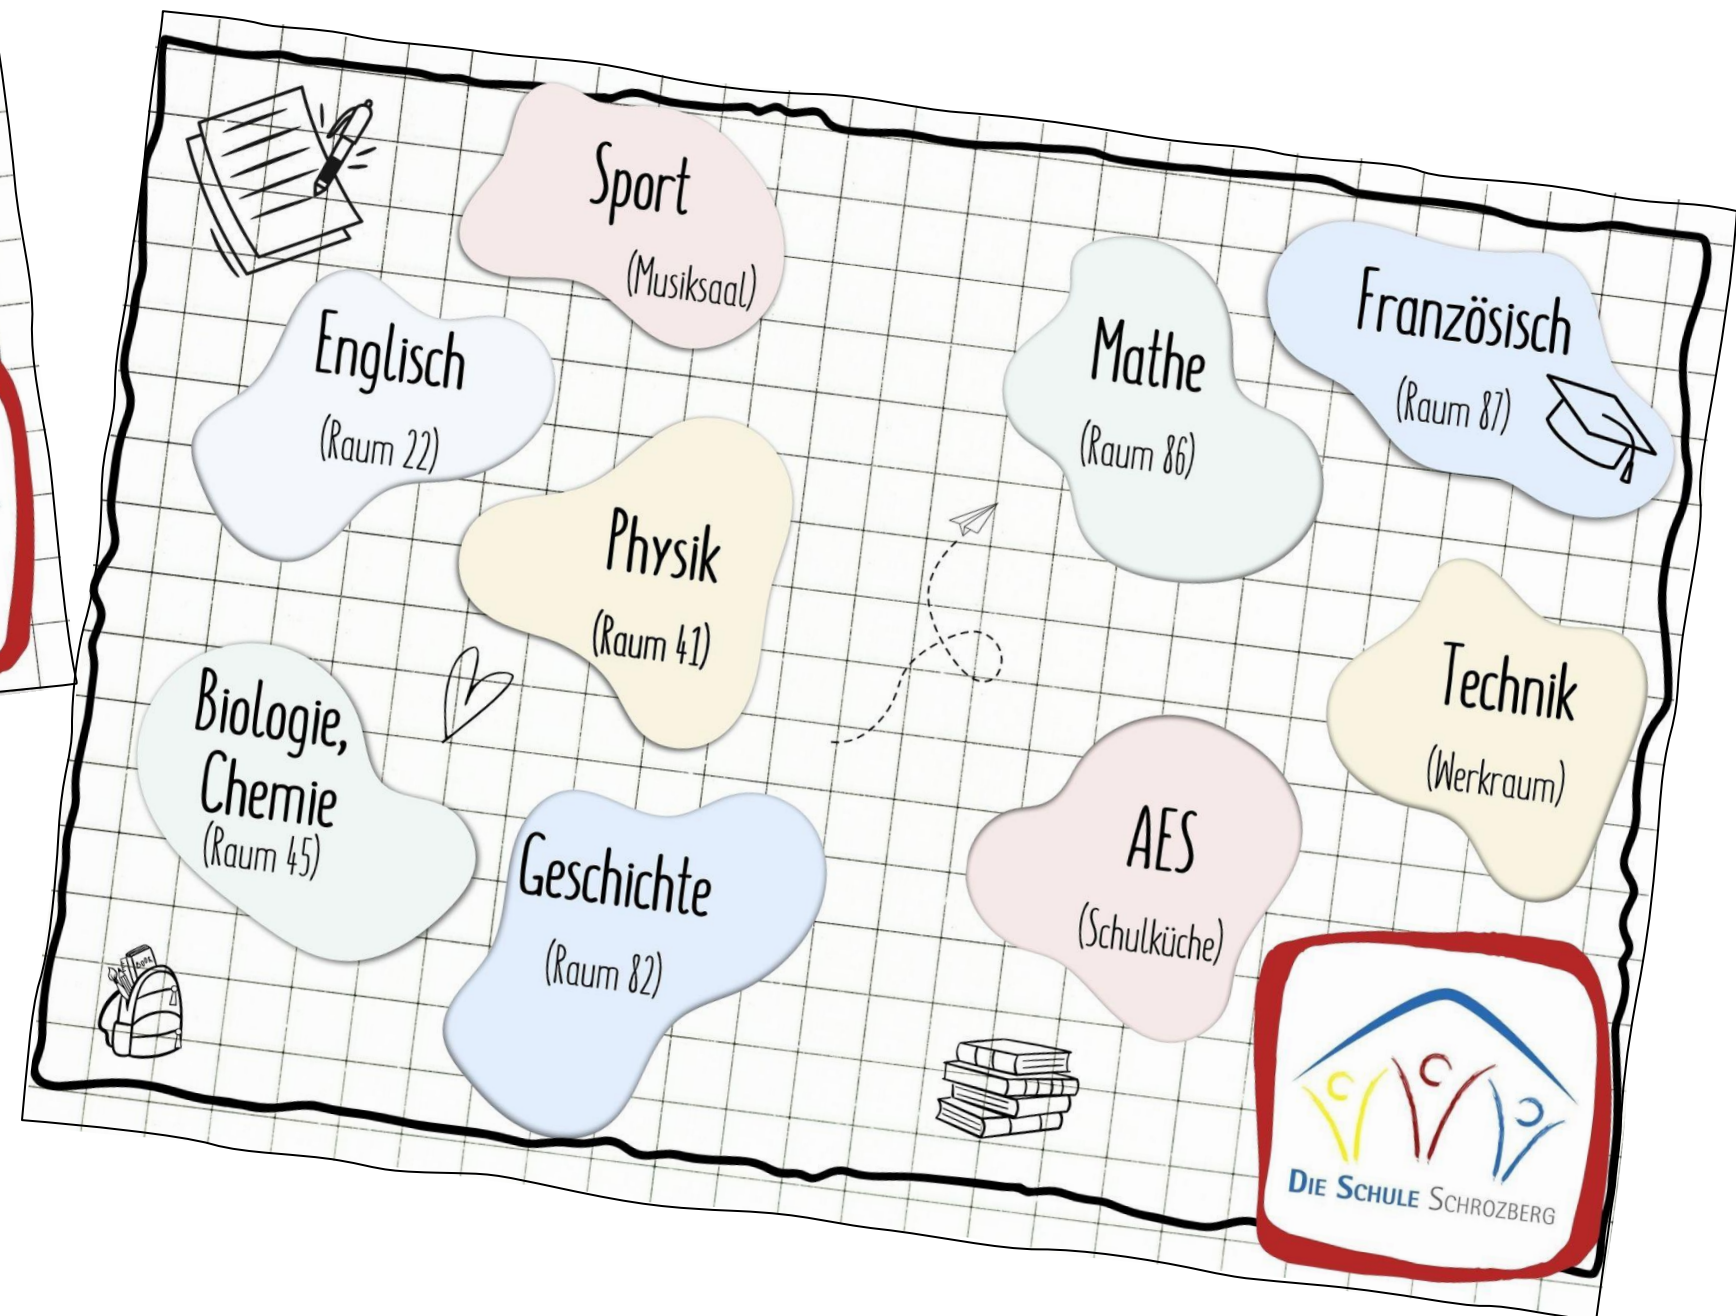 Sport
(Musiksaal)
Englisch
(Raum 22)
Mathe
(Raum 86)
Französisch
(Raum 87)
Physik
(Raum 41)
Biologie,
Chemie
(Raum 45)
Technik
(Werkraum)
Geschichte
(Raum 82)
AES
(Schulküche)
DIE SCHULE SCHROZBERG